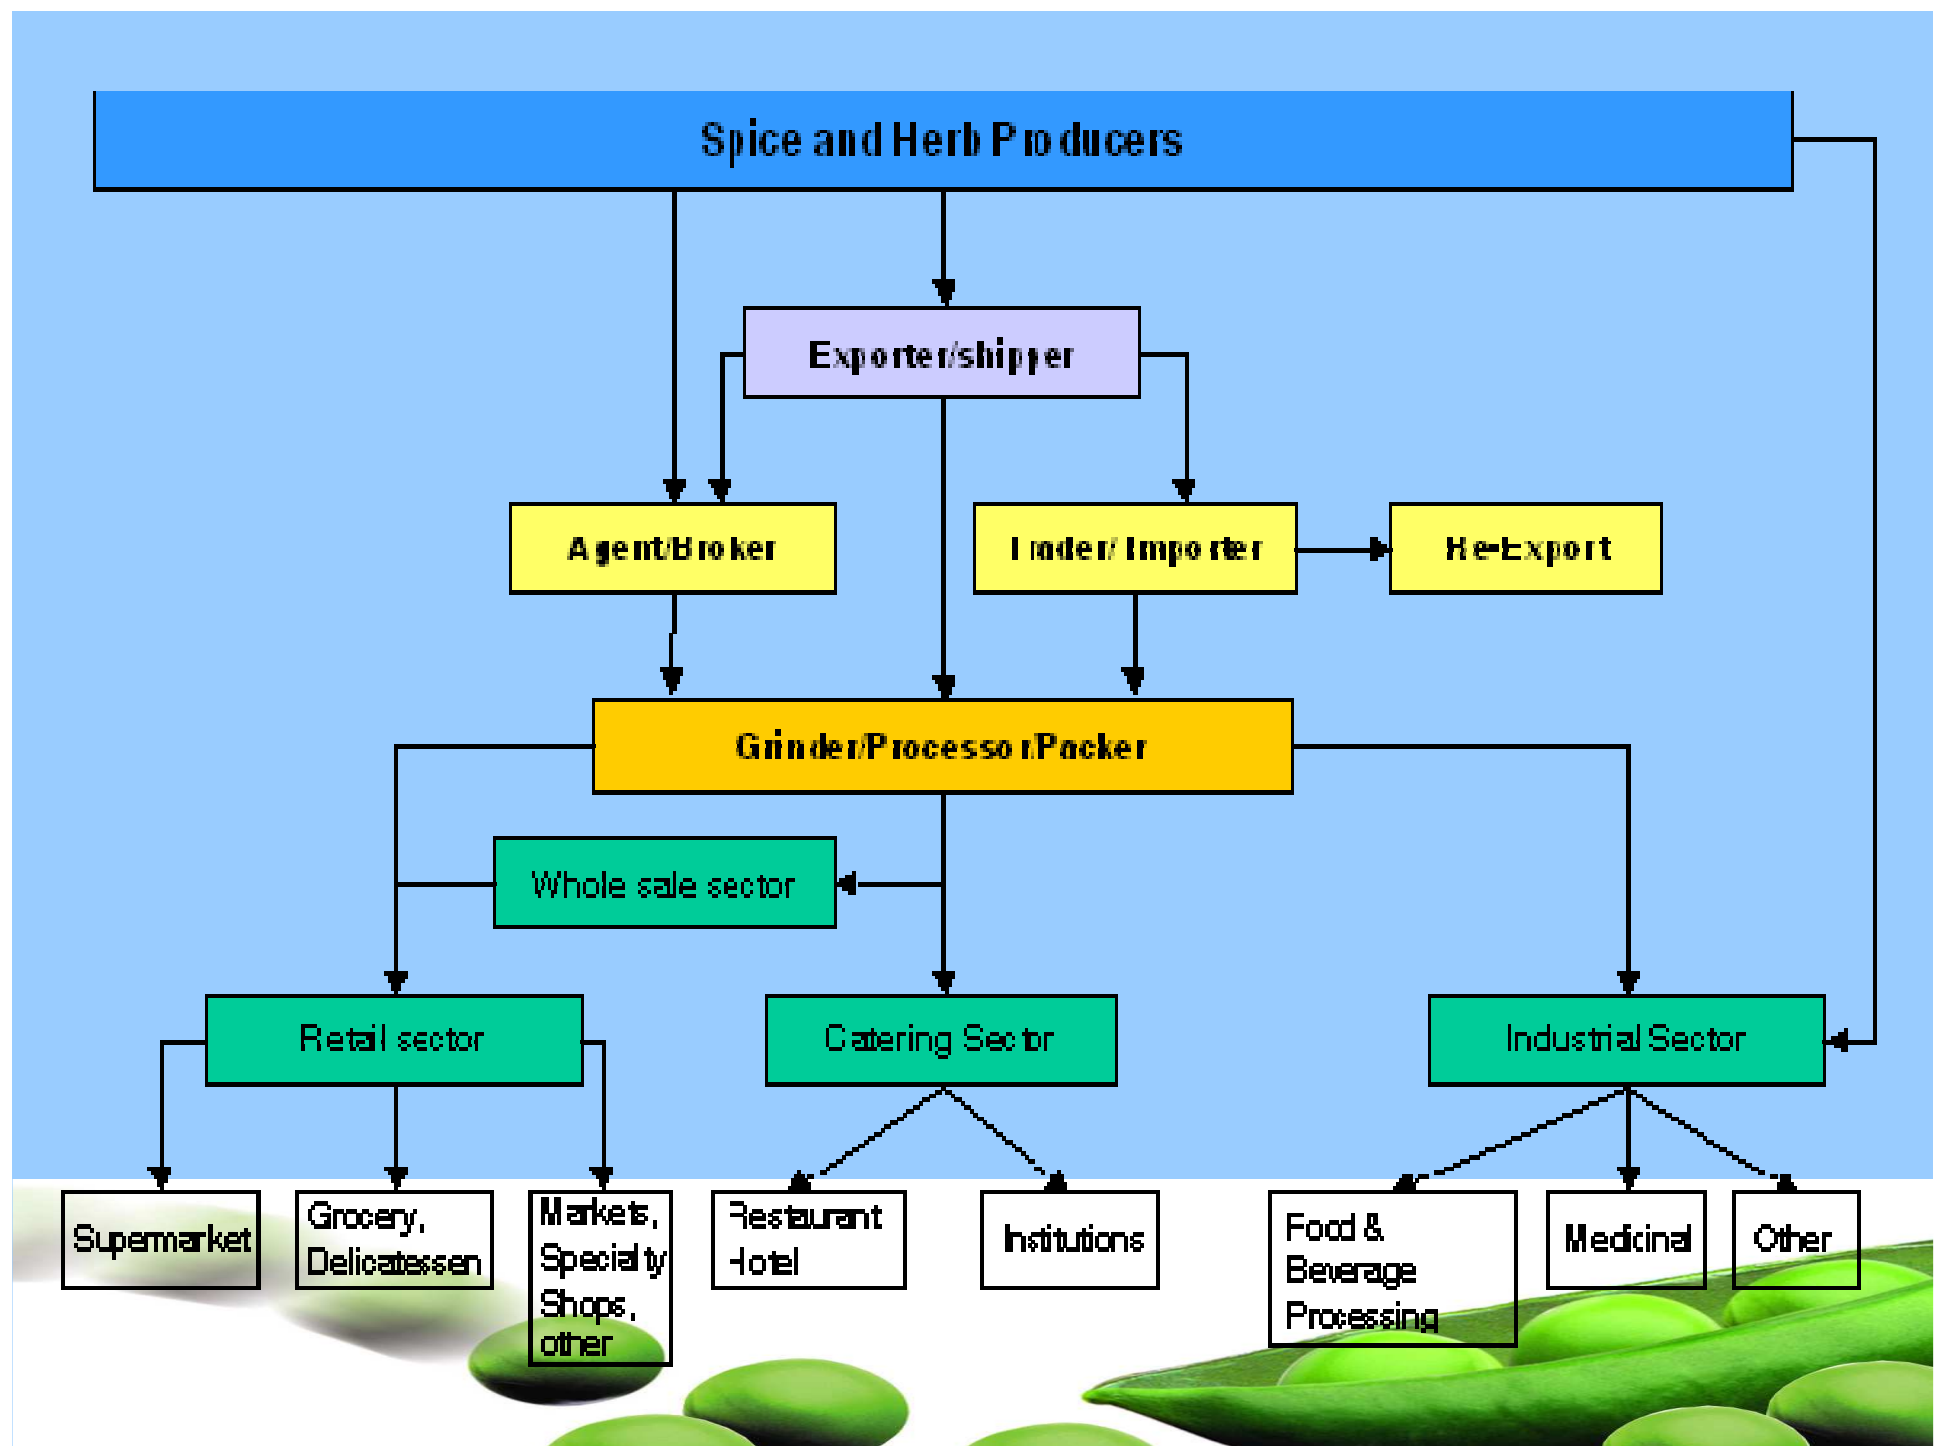 Spice and Herb Producers
Exporter/shipper
Agent/Broker
Trader/ Importer
Re-Export
Grinder/Processor/Packer
Whole sale sector
Retail sector
Catering Sector
Industrial Sector
Supermarket
Grocery,
Delicatessen
Markets,
Specialty
Shops,
other
Restaurant
Hotel
Institutions
Food &
Beverage
Processing
Medicinal
Other